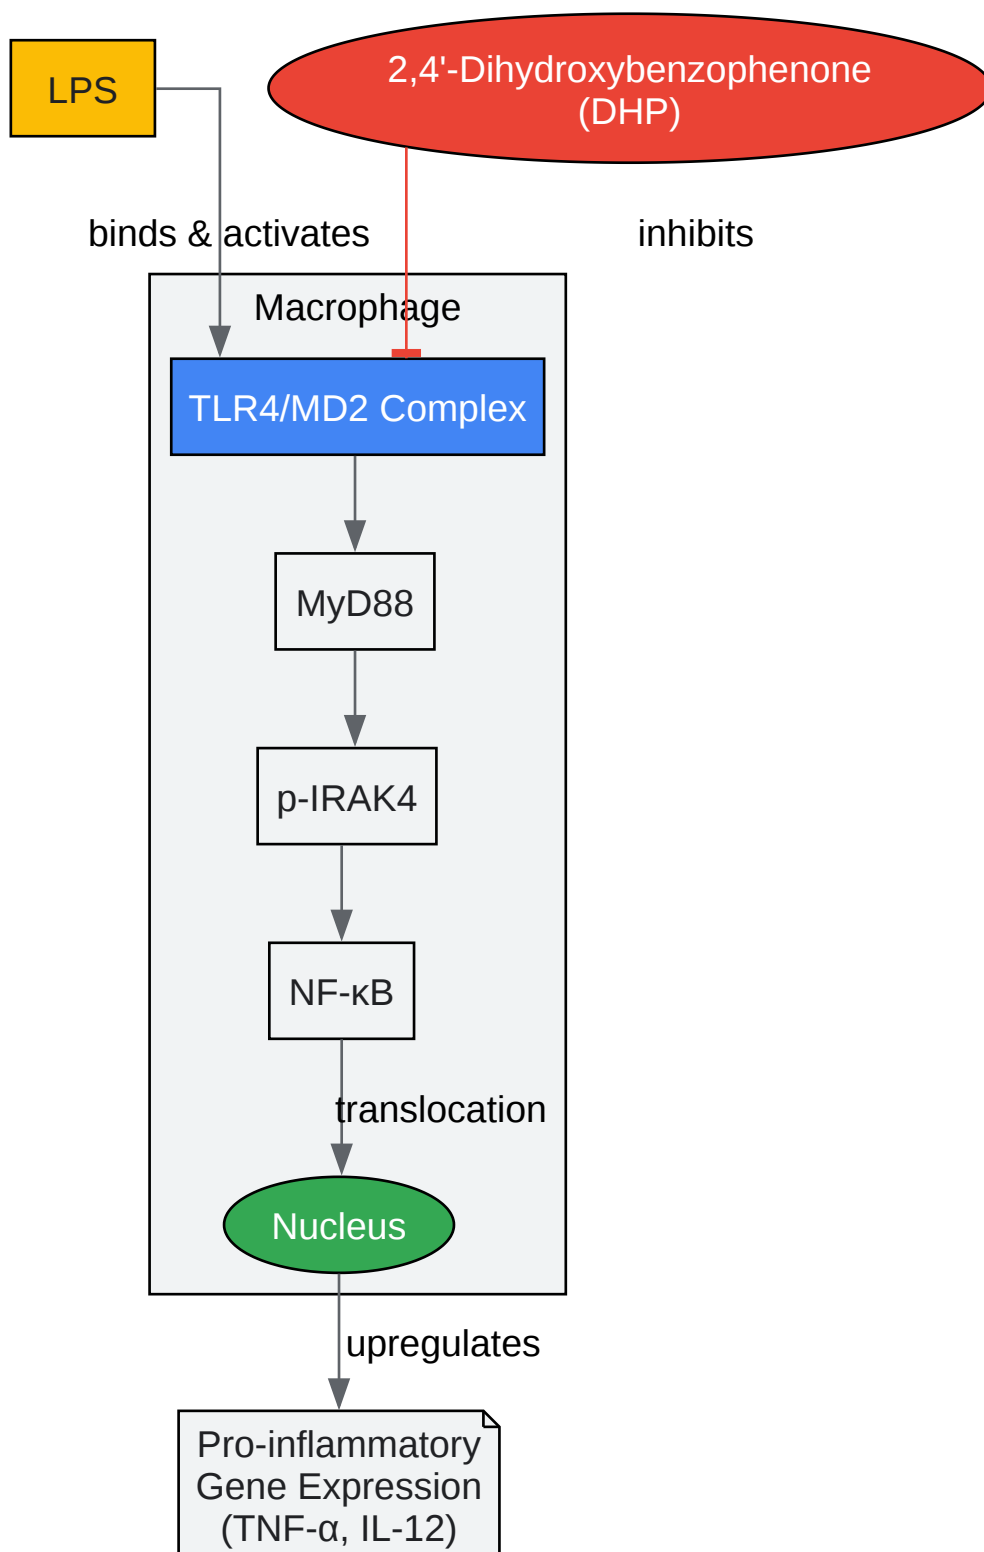 LPS
2,4'-Dihydroxybenzophenone
(DHP)
binds & activates
inhibits
Macrophage
TLR4/MD2 Complex
MyD88
p-IRAK4
NF-κB
translocation
Nucleus
upregulates
Pro-inflammatory
Gene Expression
(TNF-α, IL-12)